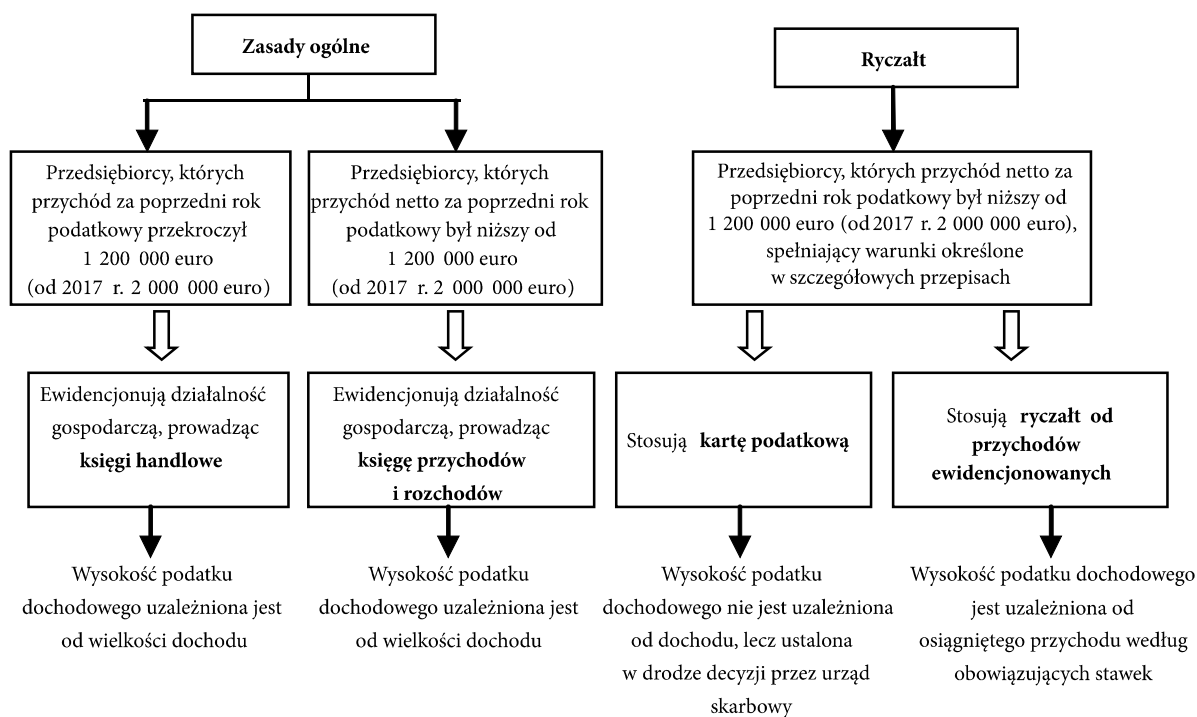 Zasady ogólne
Ryczałt
Przedsiębiorcy, których
przychód za poprzedni rok
podatkowy przekroczył
1 200 000 euro
(od 2017 r. 2 000 000 euro)
Przedsiębiorcy, których
przychód netto za poprzedni rok
podatkowy był niższy od
1 200 000 euro
(od 2017 r. 2 000 000 euro)
Przedsiębiorcy, których przychód netto za
poprzedni rok podatkowy był niższy od
1 200 000 euro (od 2017 r. 2 000 000 euro),
spełniający warunki określone
w szczegółowych przepisach
Ewidencjonują działalność
gospodarczą, prowadząc
księgi handlowe
Ewidencjonują działalność
gospodarczą, prowadząc
księgę przychodów
i rozchodów
Stosują kartę podatkową
Stosują ryczałt od
przychodów
ewidencjonowanych
Wysokość podatku
dochodowego uzależniona jest
od wielkości dochodu
Wysokość podatku
dochodowego uzależniona jest
od wielkości dochodu
Wysokość podatku
dochodowego nie jest uzależniona
od dochodu, lecz ustalona
w drodze decyzji przez urząd
skarbowy
Wysokość podatku dochodowego
jest uzależniona od
osiągniętego przychodu według
obowiązujących stawek